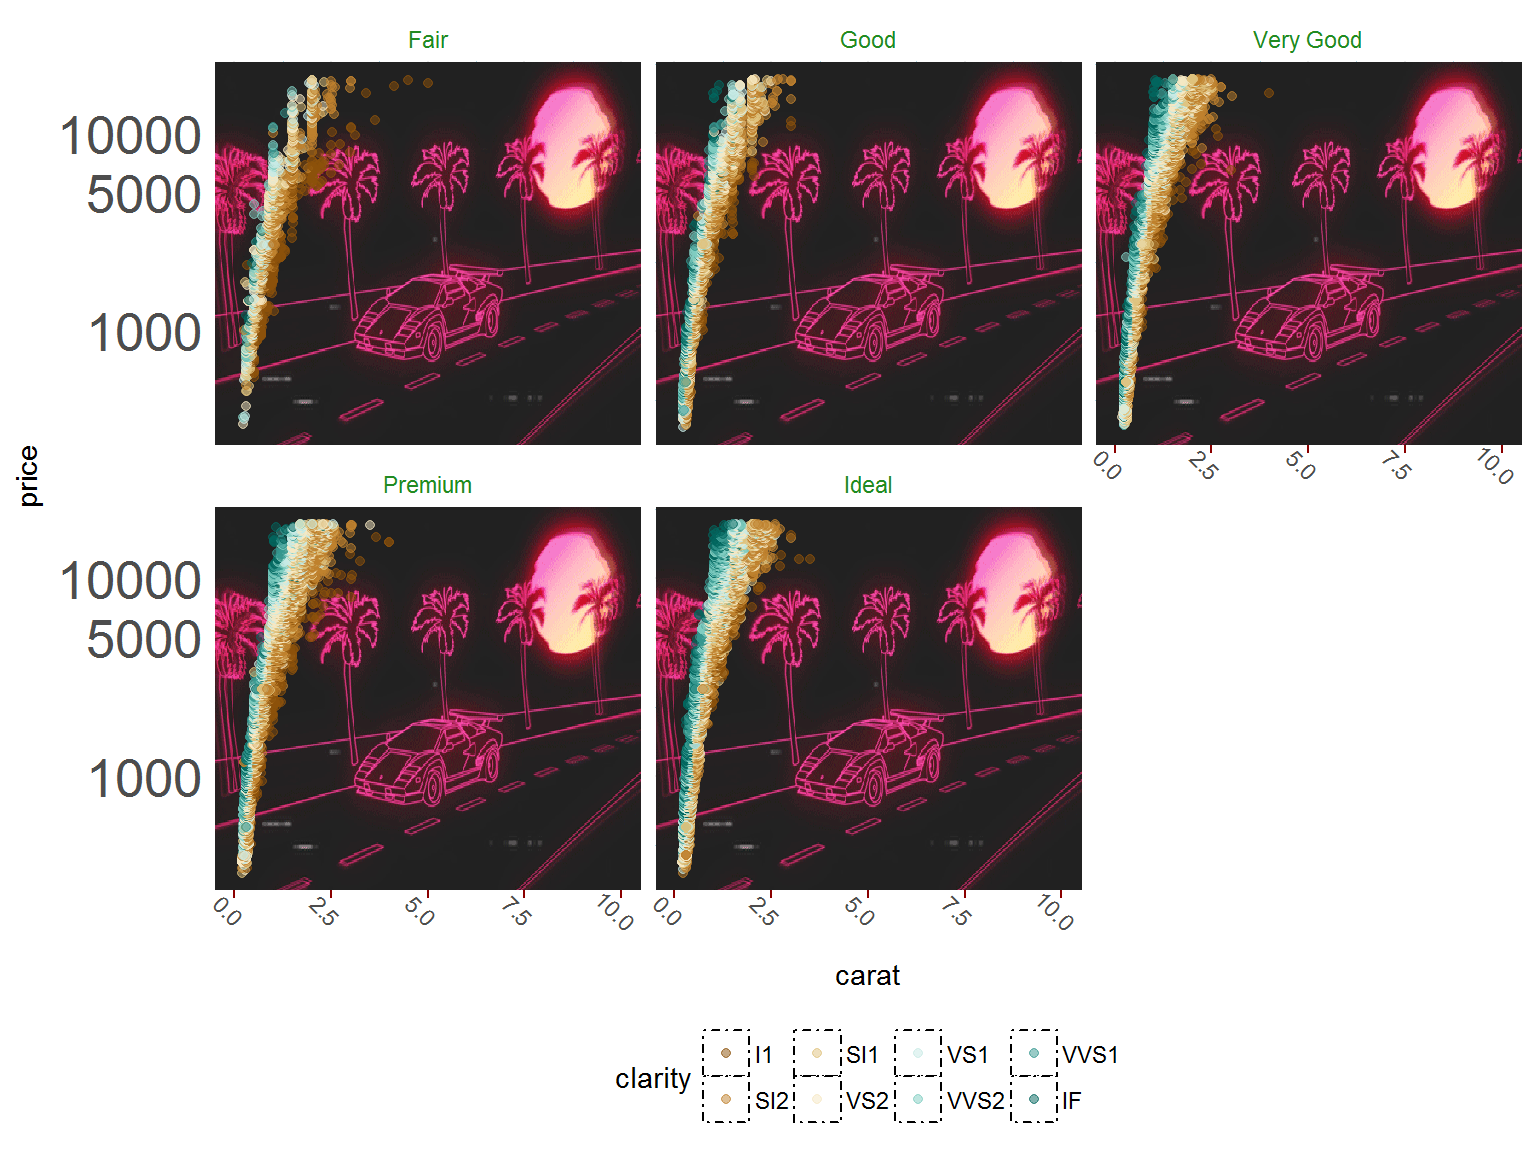 Fair Good Very Good
10000
5000
1000
0.0 2.5 5.0 7.5 10.0
price
Premium Ideal
10000
5000
1000
0.0 2.5 5.0 7.5 10.0 0.0 2.5 5.0 7.5 10.0
carat
clarity
I1 SI1 VS1 VVS1
SI2 VS2 VVS2 IF